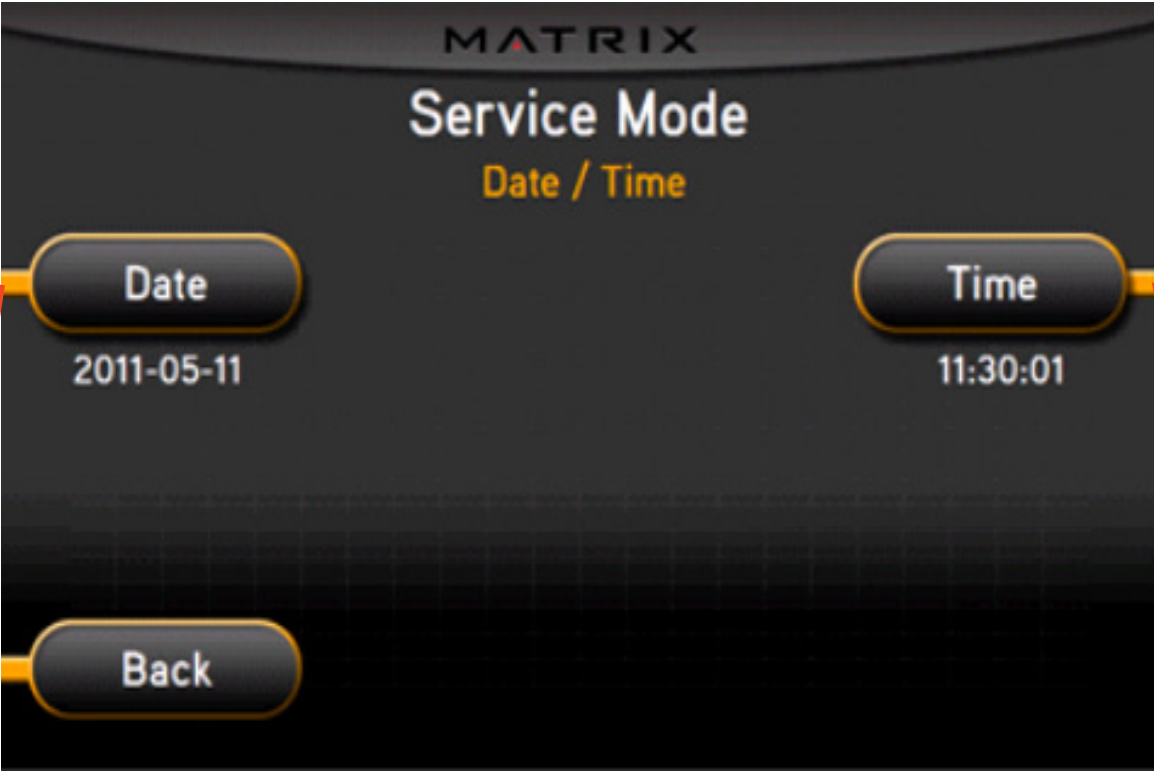 MATRIX
Service Mode
Date / Time
Date
Time
2011-05-11
11:30:01
Back